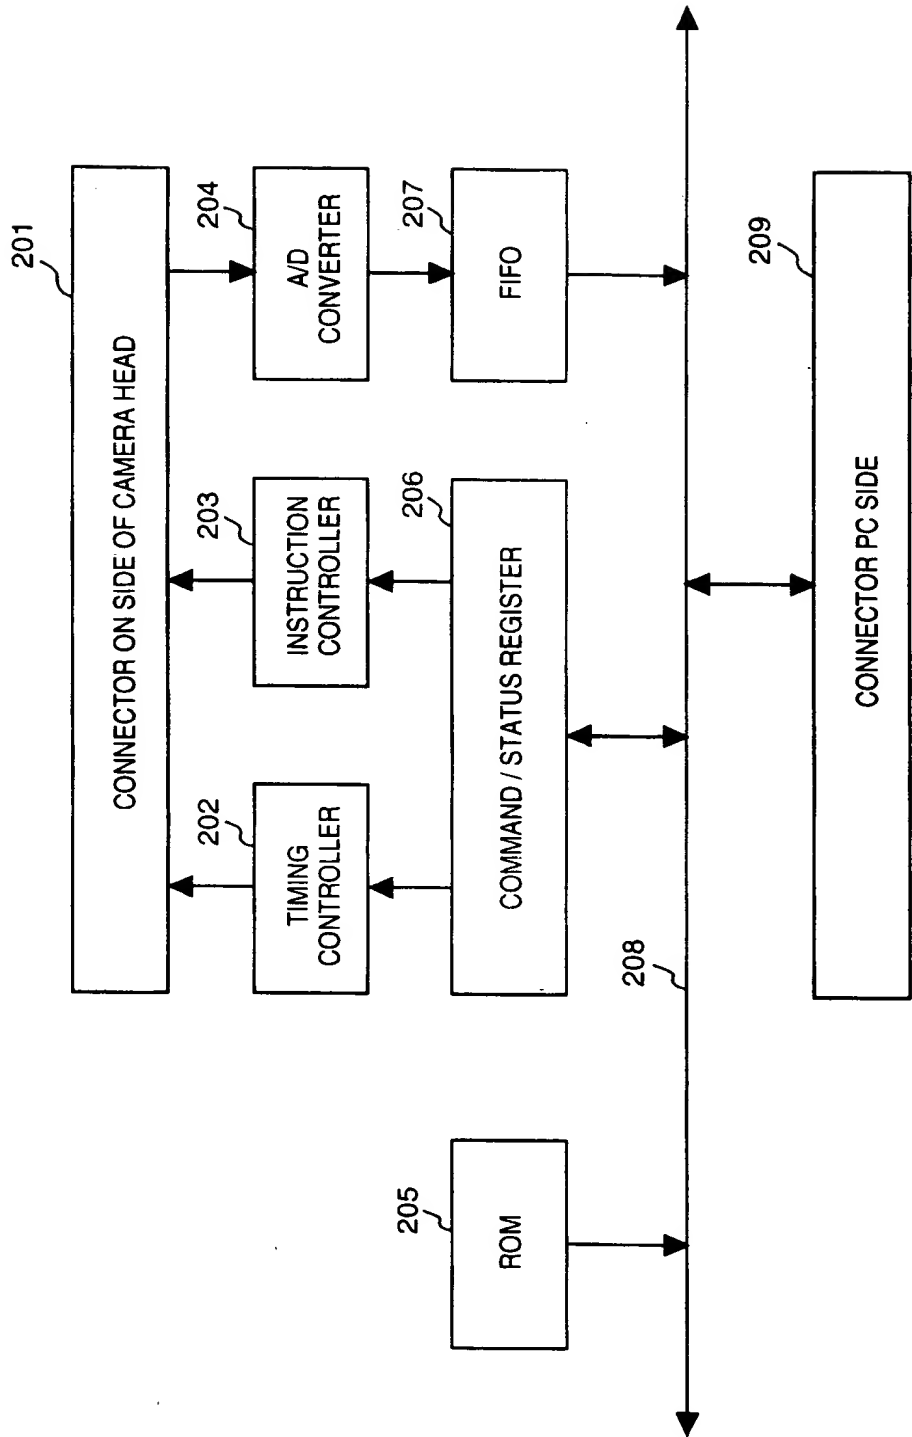 201
CONNECTOR ON SIDE OF CAMERA HEAD
202
TIMING
CONTROLLER
203
INSTRUCTION
CONTROLLER
204
A/D
CONVERTER
205
ROM
206
COMMAND / STATUS REGISTER
207
FIFO
208
209
CONNECTOR PC SIDE